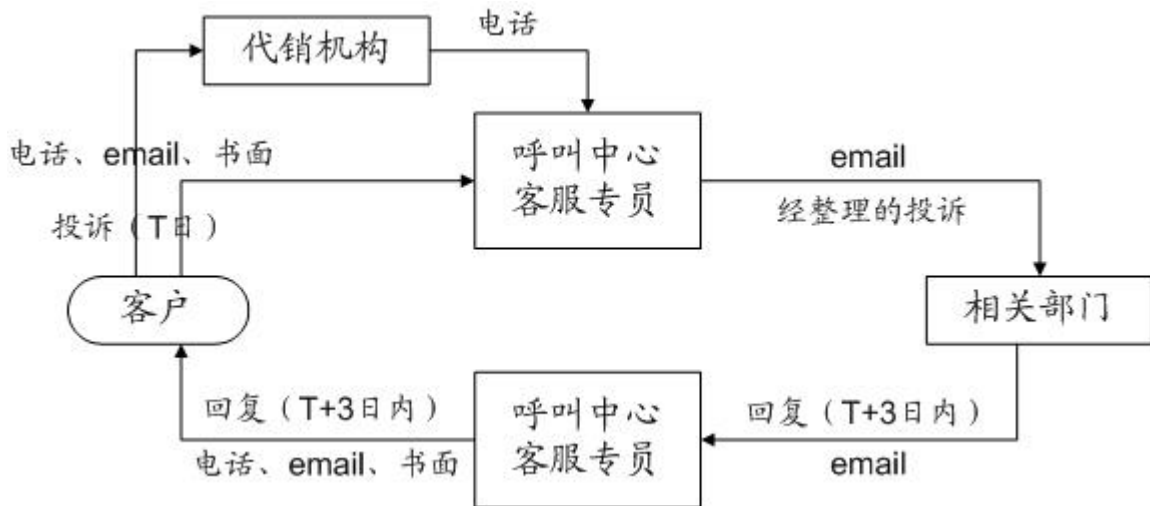 代销机构
电话
电话、email、书面
呼叫中心
客服专员
email
经整理的投诉
投诉（T日）
客户
相关部门
回复（T+3日内）
电话、email、书面
呼叫中心
客服专员
回复（T+3日内）
email